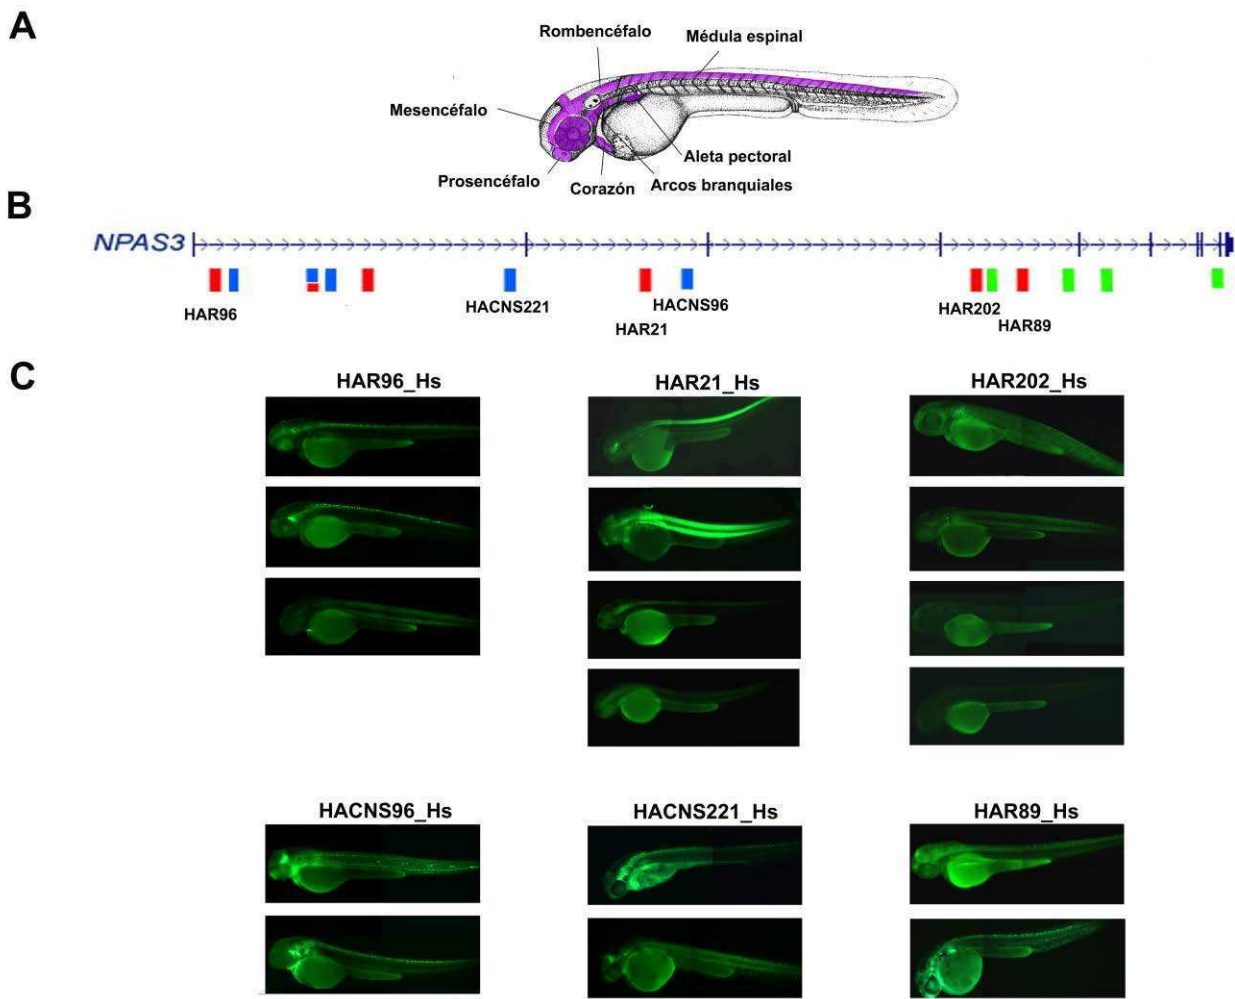 A
Rombencéfalo
Médula espinal
Mesencéfalo
Aleta pectoral
Prosencéfalo
Corazón
Arcos branquiales
B
NPAS3
HAR96
HACNS221
HACNS96
HAR202
HAR21
HAR89
C
HAR96_Hs
HAR21_Hs
HAR202_Hs
HACNS96_Hs
HACNS221_Hs
HAR89_Hs